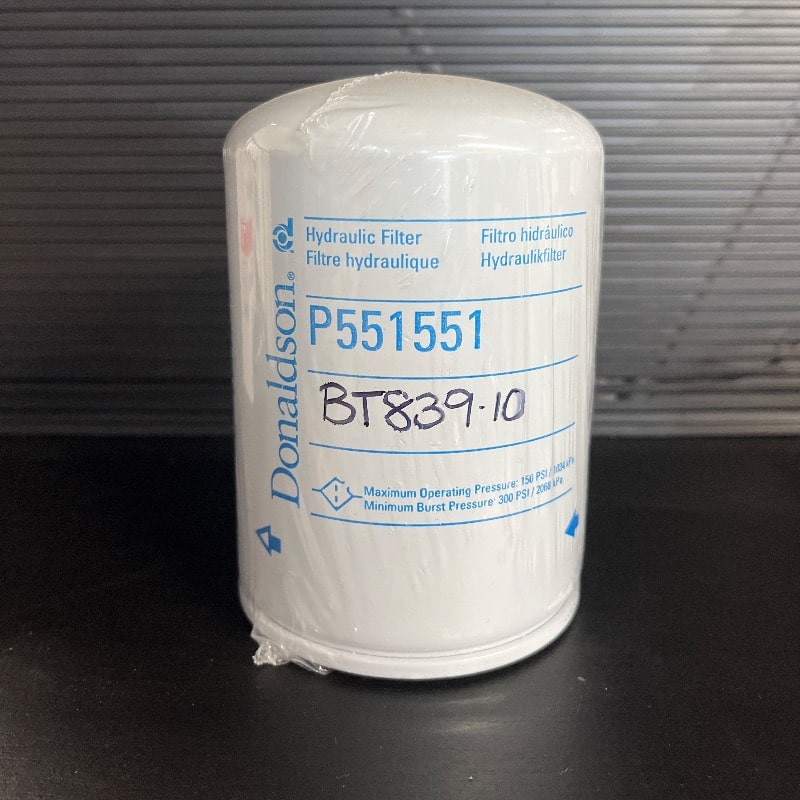 Donaldson®
Hydraulic Filter
Filtre hydraulique
Filtro hidráulico
Hydraulikfilter
P551551
BT839-10
Maximum Operating Pressure: 150 PSI / 1034 kPa
Minimum Burst Pressure: 300 PSI / 2068 kPa